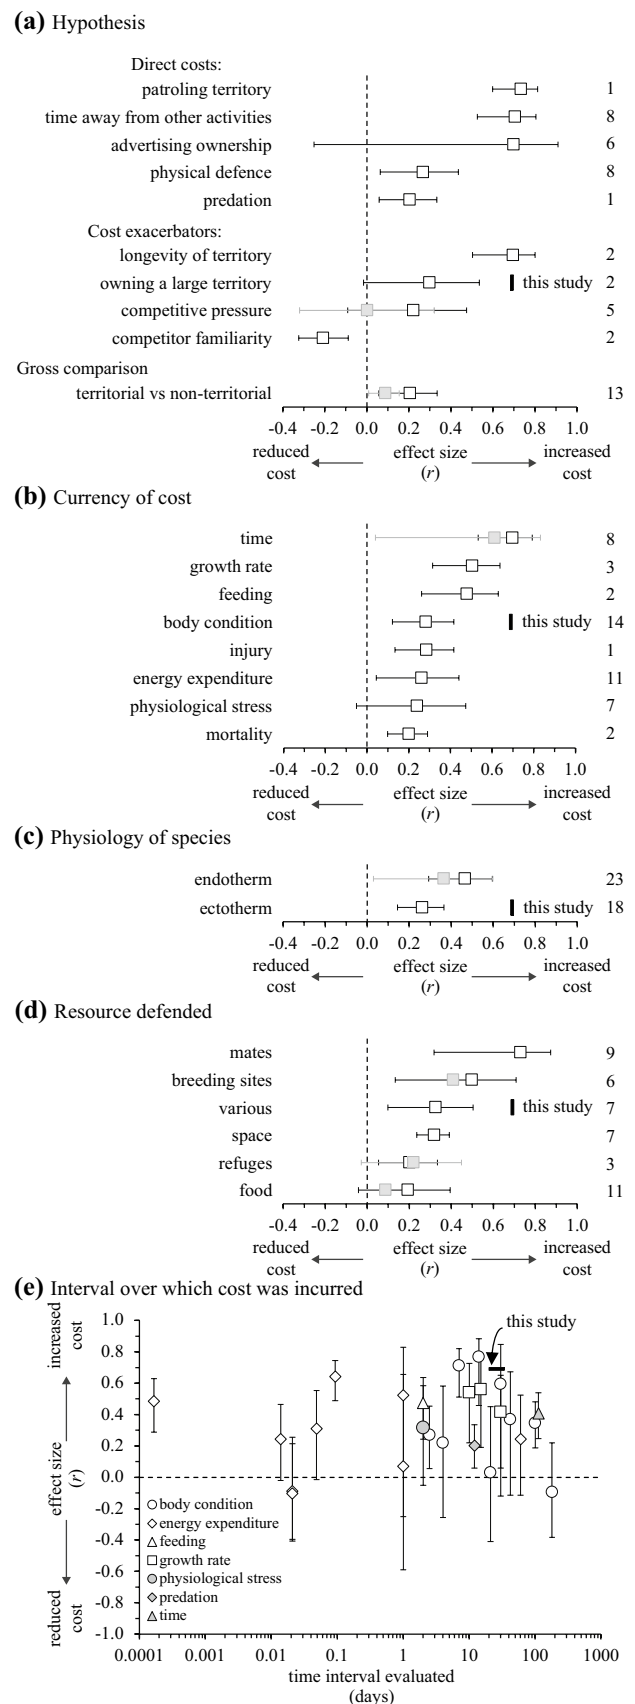 (a) Hypothesis
Direct costs:
patroling territory 1
time away from other activities 8
advertising ownership 6
physical defence 8
predation 1
Cost exacerbators:
longevity of territory 2
owning a large territory this study 2
competitive pressure 5
competitor familiarity 2
Gross comparison
territorial vs non-territorial 13
-0.4 -0.2 0.0 0.2 0.4 0.6 0.8 1.0
reduced effect size increased
cost (r) cost
(b) Currency of cost
time 8
growth rate 3
feeding 2
body condition this study 14
injury 1
energy expenditure 11
physiological stress 7
mortality 2
-0.4 -0.2 0.0 0.2 0.4 0.6 0.8 1.0
reduced effect size increased
cost (r) cost
(c) Physiology of species
endotherm 23
ectotherm this study 18
-0.4 -0.2 0.0 0.2 0.4 0.6 0.8 1.0
reduced effect size increased
cost (r) cost
(d) Resource defended
mates 9
breeding sites 6
various this study 7
space 7
refuges 3
food 11
-0.4 -0.2 0.0 0.2 0.4 0.6 0.8 1.0
reduced effect size increased
cost (r) cost
(e) Interval over which cost was incurred
increased
cost
effect size
(r)
reduced
cost
1.0
0.8
0.6
0.4
0.2
0.0
-0.2
-0.4
-0.6
-0.8
-1.0
this study
body condition
energy expenditure
feeding
growth rate
physiological stress
predation
time
0.0001 0.001 0.01 0.1 1 10 100 1000
time interval evaluated
(days)